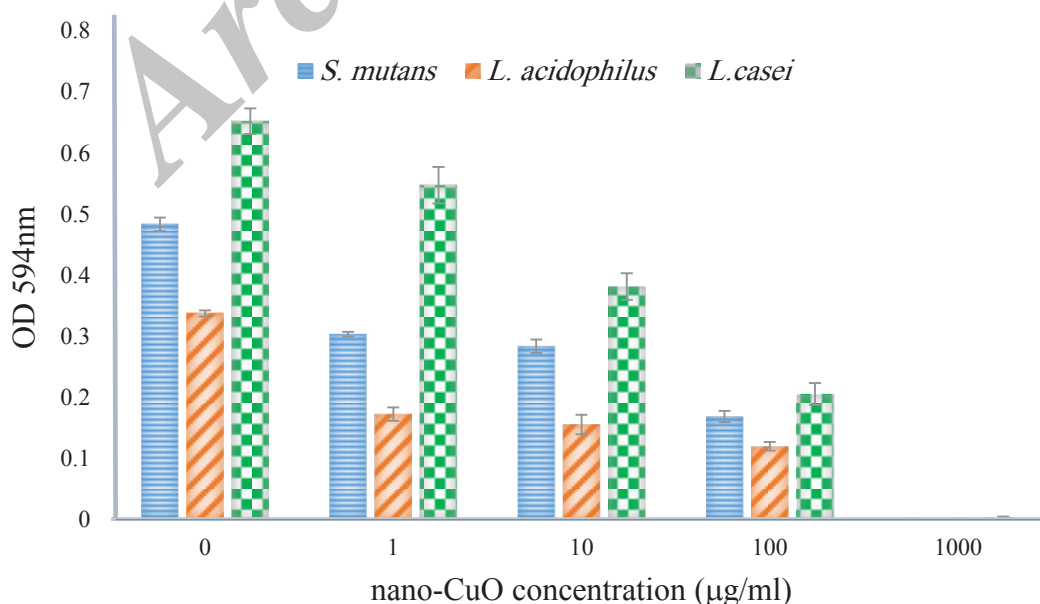 Arc
0.8
S. mutans L. acidophilus L.casei
0.7
0.6
0.5
0.4
0.3
0.2
0.1
0
OD 594nm
0 1 10 100 1000
nano-CuO concentration (µg/ml)